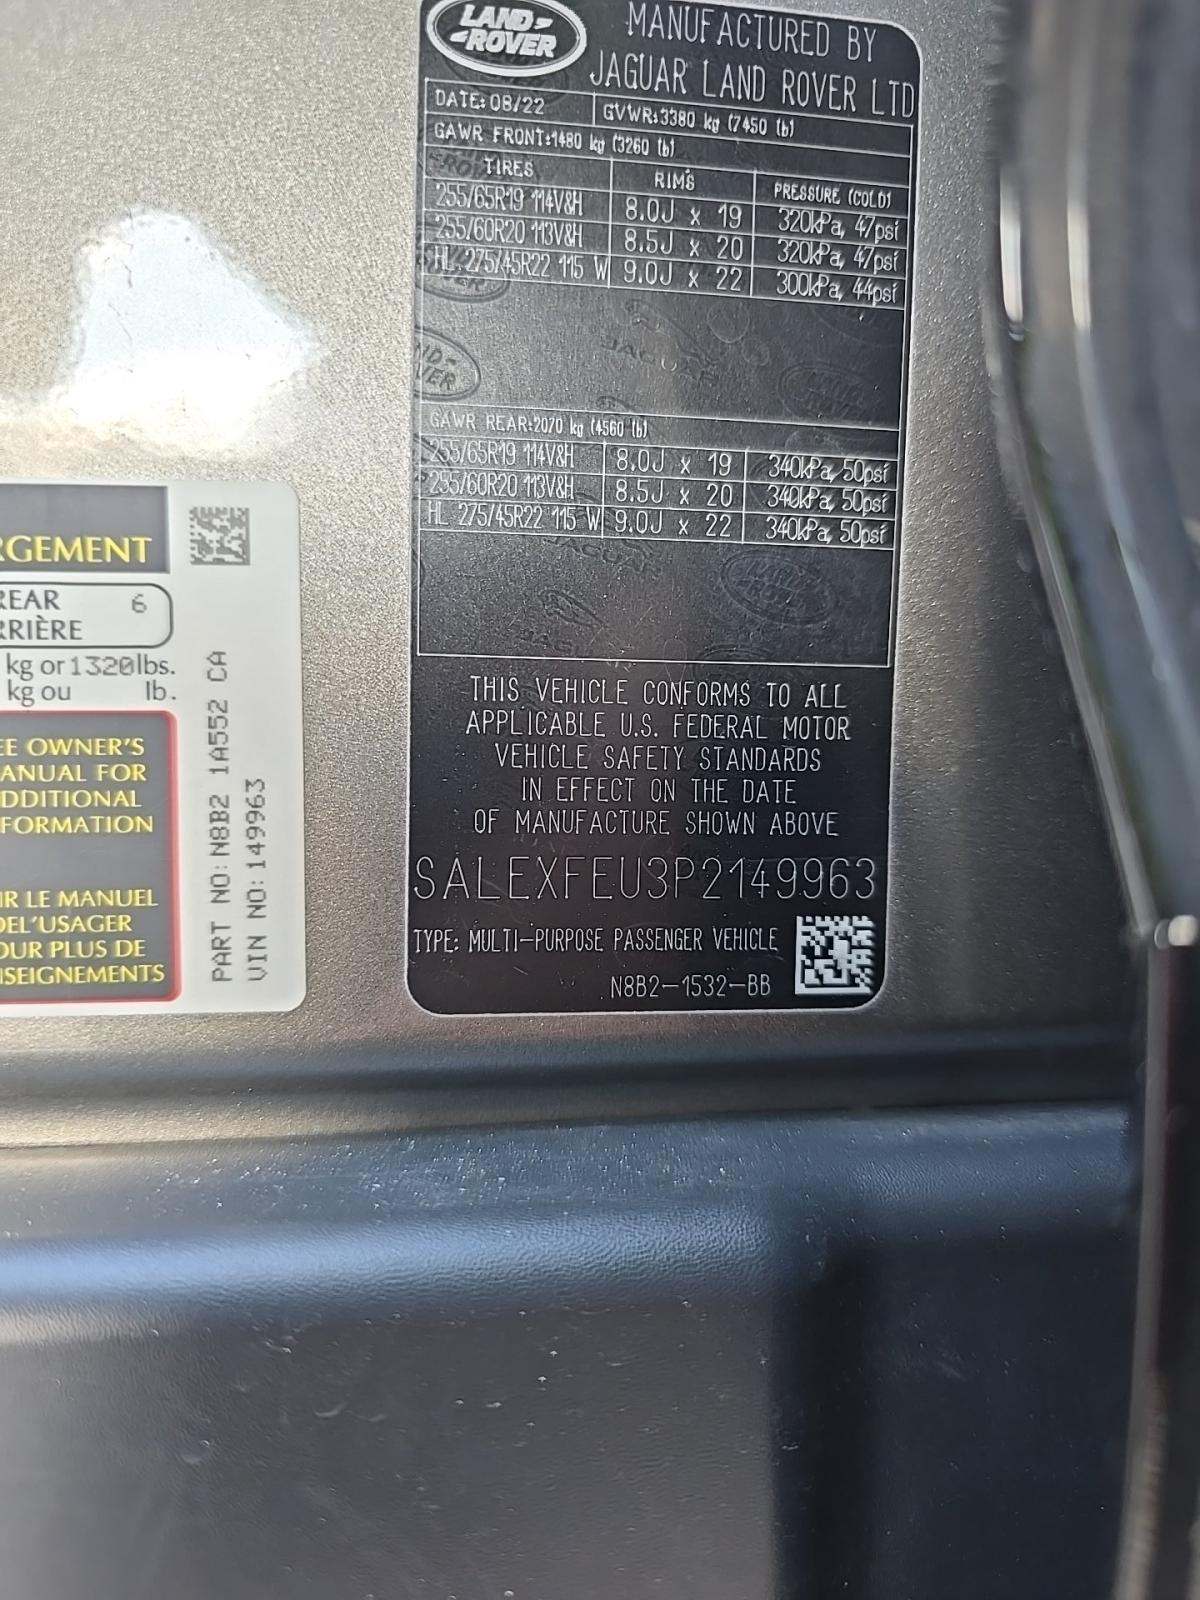 LAND-
-ROVER
MANUFACTURED BY
JAGUAR LAND ROVER LTD
DATE:08/22 GVWR:3380 kg (7450 lb)
GAWR FRONT:1480 kg (3260 lb)
TIRES RIMS PRESSURE (COLD)
255/65R19 114V&H 8.0J x 19 320kPa, 47psi
255/60R20 113V&H 8.5J x 20 320kPa, 47psi
HL 275/45R22 115 W 9.0J x 22 300kPa, 44psi
GAWR REAR:2070 kg (4560 lb)
255/65R19 114V&H 8.0J x 19 340kPa, 50psi
255/60R20 113V&H 8.5J x 20 340kPa, 50psi
HL 275/45R22 115 W 9.0J x 22 340kPa, 50psi
THIS VEHICLE CONFORMS TO ALL
APPLICABLE U.S. FEDERAL MOTOR
VEHICLE SAFETY STANDARDS
IN EFFECT ON THE DATE
OF MANUFACTURE SHOWN ABOVE
SALEXFEU3P2149963
TYPE: MULTI-PURPOSE PASSENGER VEHICLE
N8B2-1532-BB
RGEMENT
REAR 6
RRIÈRE
kg or 1320lbs.
kg ou lb.
EE OWNER'S
ANUAL FOR
DDITIONAL
FORMATION
IR LE MANUEL
DEL'USAGER
OUR PLUS DE
NSEIGNEMENTS
PART NO: N8B2 1A552 CA
VIN NO: 149963